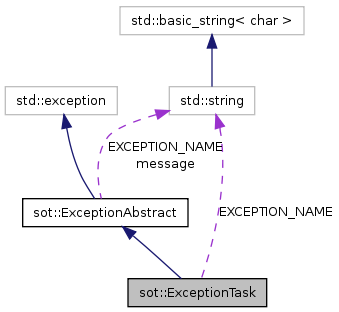 std::basic_string< char >
std::exception
std::string
EXCEPTION_NAME
message
sot::ExceptionAbstract
EXCEPTION_NAME
sot::ExceptionTask